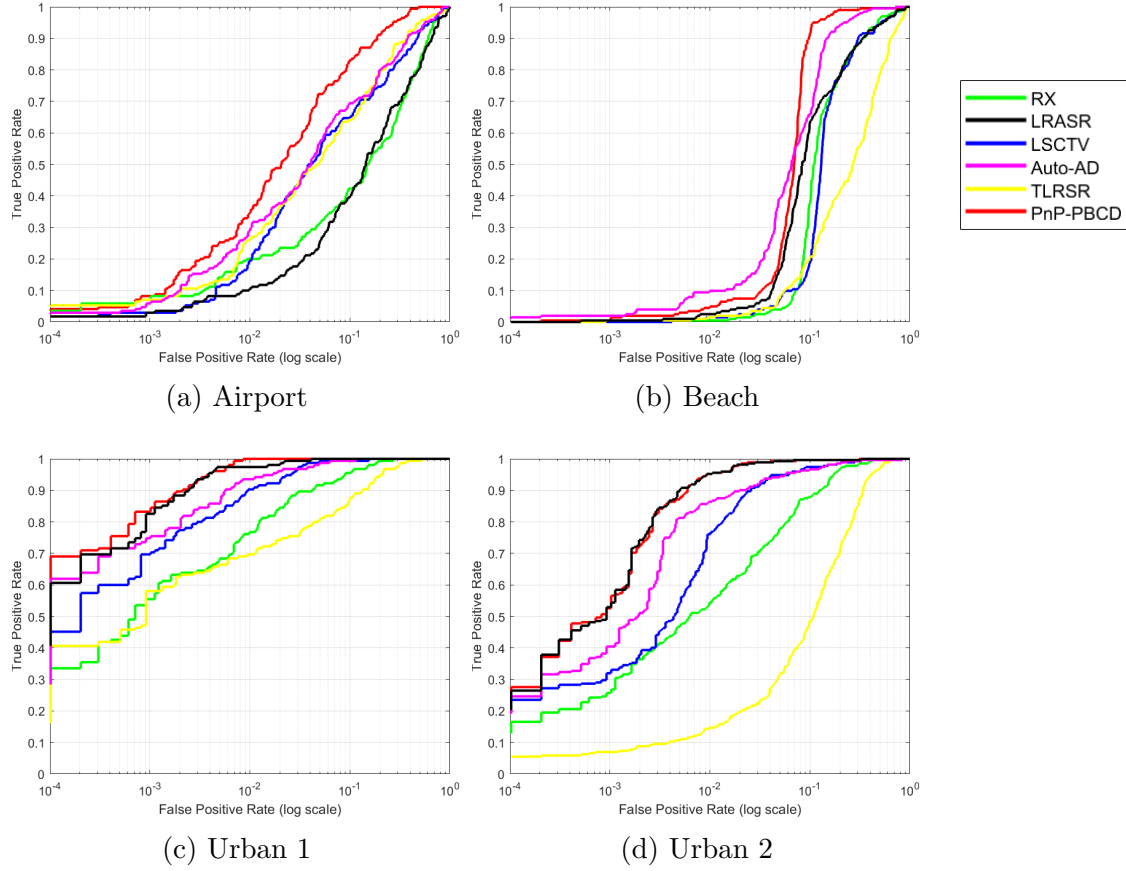 1
0.9
0.8
0.7
0.6
0.5
0.4
0.3
0.2
0.1
0
True Positive Rate
10^-4 10^-3 10^-2 10^-1 10^0
False Positive Rate (log scale)
(a) Airport
1
0.9
0.8
0.7
0.6
0.5
0.4
0.3
0.2
0.1
0
True Positive Rate
10^-4 10^-3 10^-2 10^-1 10^0
False Positive Rate (log scale)
(b) Beach
RX
LRASR
LSCTV
Auto-AD
TLRSR
PnP-PBCD
1
0.9
0.8
0.7
0.6
0.5
0.4
0.3
0.2
0.1
0
True Positive Rate
10^-4 10^-3 10^-2 10^-1 10^0
False Positive Rate (log scale)
(c) Urban 1
1
0.9
0.8
0.7
0.6
0.5
0.4
0.3
0.2
0.1
0
True Positive Rate
10^-4 10^-3 10^-2 10^-1 10^0
False Positive Rate (log scale)
(d) Urban 2